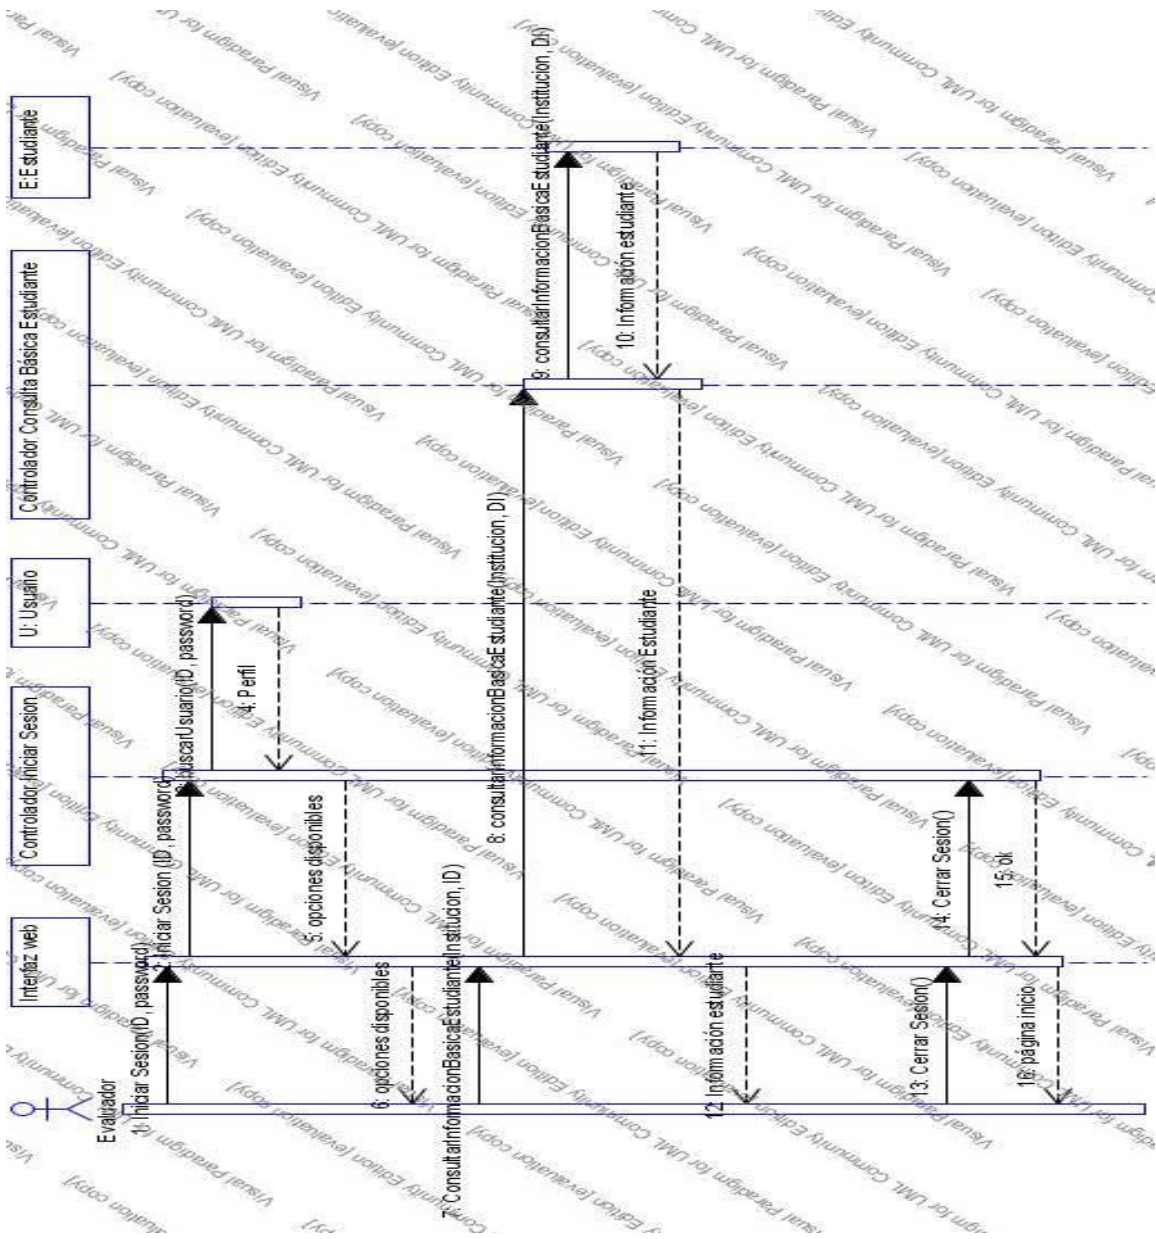 Evaluador
Interfaz web
Controlador Iniciar Sesion
U: Usuario
Controlador Consulta Básica Estudiante
E:Estudiante
1: Iniciar Sesion(ID, password)
2: Iniciar Sesion (ID, password)
3: buscarUsuario(ID, password)
4: Perfil
5: opciones disponibles
6: opciones disponibles
7: ConsultarInformacionBasicaEstudiante(Institucion, ID)
8: consultarInformacionBasicaEstudiante(Institucion, DI)
9: consultarInformacionBasicaEstudiante(Institucion, DI)
10: Información estudiante
11: Información Estudiante
12: Información estudiante
13: Cerrar Sesion()
14: Cerrar Sesion()
15: ok
16: página inicio
Visual Paradigm for UML Community Edition [evaluation copy]